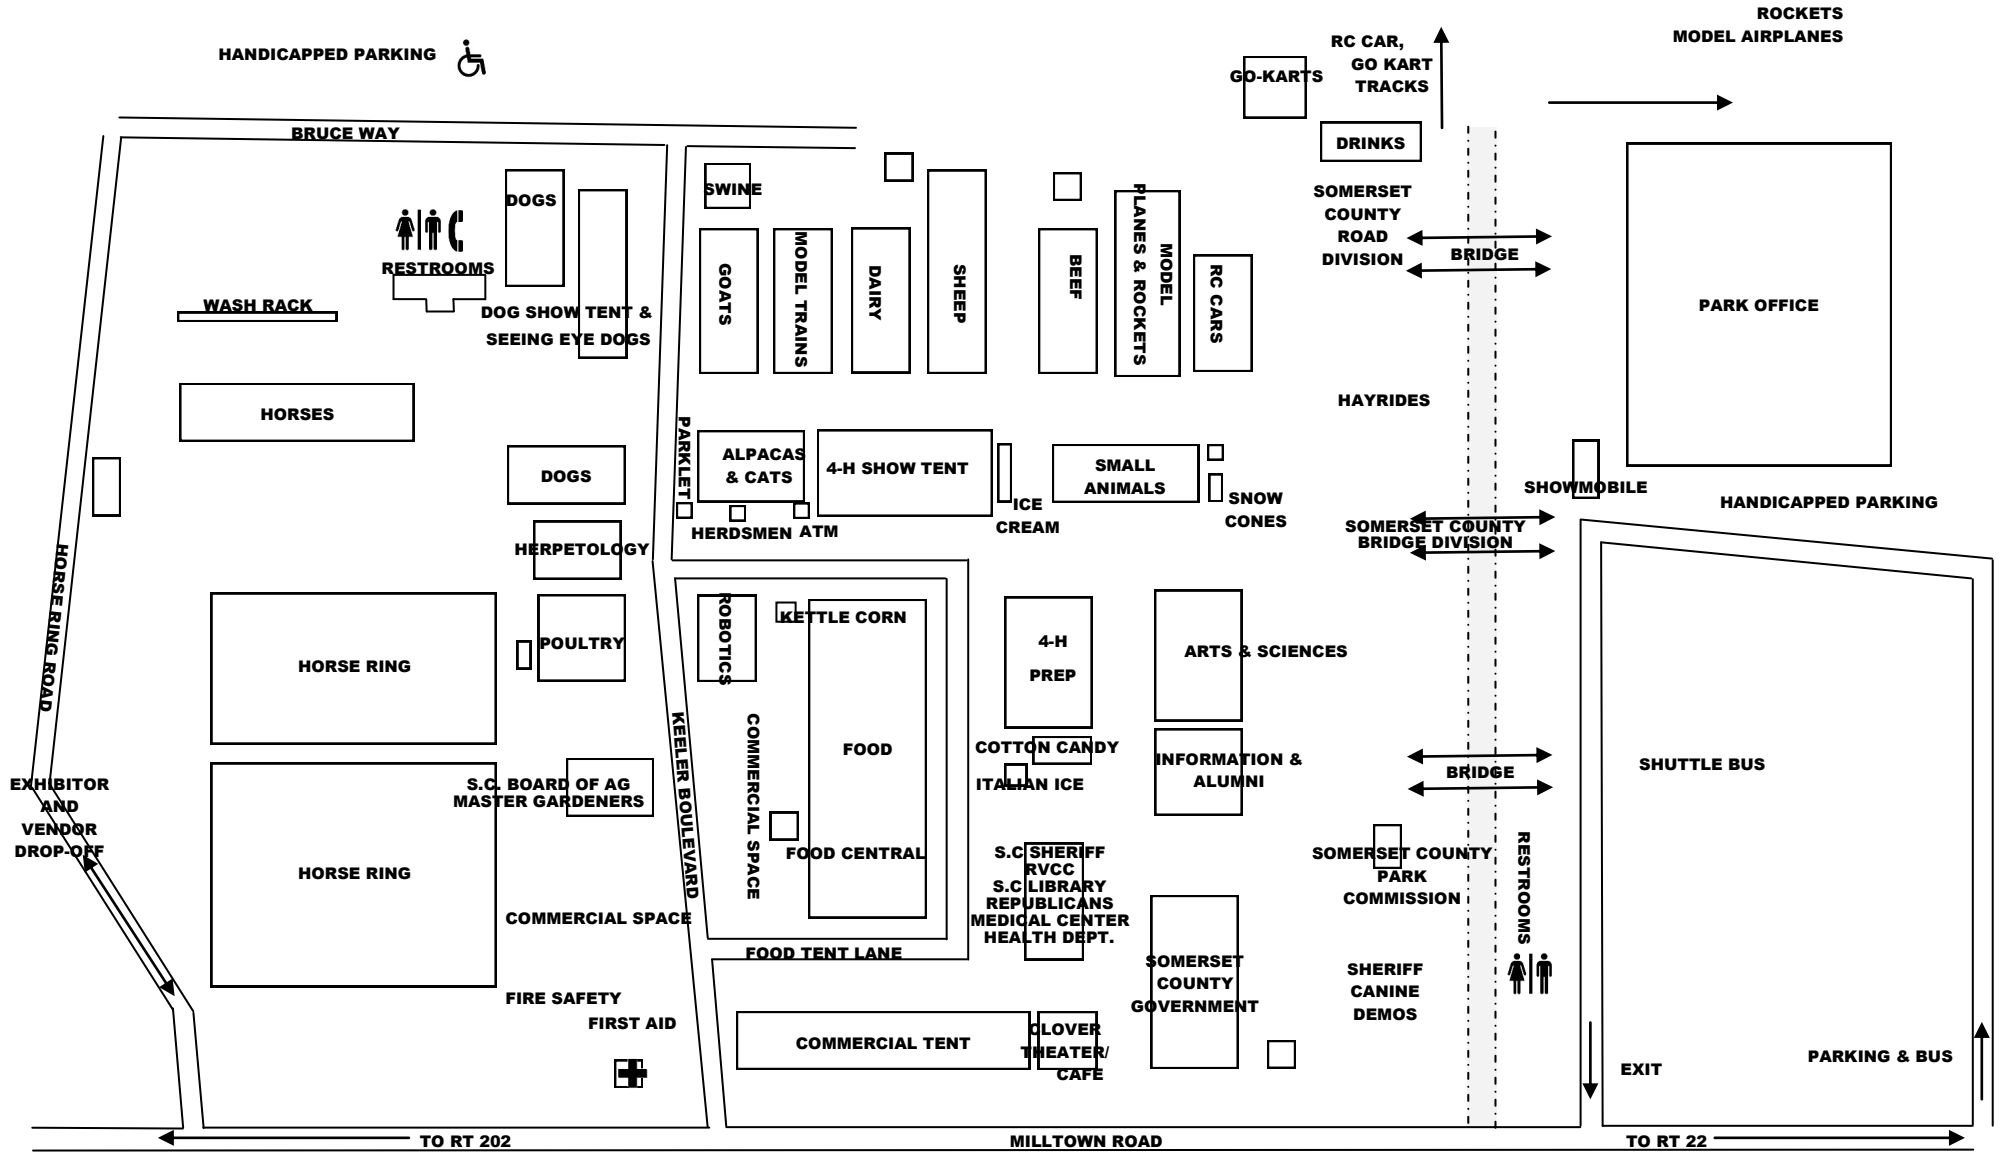 ROCKETS
MODEL AIRPLANES
RC CAR,
GO KART
TRACKS
HANDICAPPED PARKING
GO-KARTS
BRUCE WAY
DRINKS
SWINE
DOGS
SOMERSET
COUNTY
ROAD
DIVISION
BRIDGE
RESTROOMS
WASH RACK
DOG SHOW TENT &
SEEING EYE DOGS
GOATS
MODEL TRAINS
DAIRY
SHEEP
BEEF
MODEL
PLANES & ROCKETS
RC CARS
PARK OFFICE
HORSES
HAYRIDES
PARKLET
ALPACAS
& CATS
4-H SHOW TENT
SMALL
ANIMALS
DOGS
ICE
CREAM
SNOW
CONES
SHOWMOBILE
HANDICAPPED PARKING
HERDSMEN
ATM
SOMERSET COUNTY
BRIDGE DIVISION
HERPETOLOGY
HORSE RING ROAD
HORSE RING
POULTRY
ROBOTICS
KETTLE CORN
4-H
PREP
ARTS & SCIENCES
KEELER BOULEVARD
COMMERCIAL SPACE
FOOD
COTTON CANDY
ITALIAN ICE
INFORMATION &
ALUMNI
BRIDGE
SHUTTLE BUS
EXHIBITOR
AND
VENDOR
DROP-OFF
S.C. BOARD OF AG
MASTER GARDENERS
HORSE RING
FOOD CENTRAL
S.C SHERIFF
RVCC
S.C LIBRARY
REPUBLICANS
MEDICAL CENTER
HEALTH DEPT.
SOMERSET COUNTY
PARK
COMMISSION
RESTROOMS
COMMERCIAL SPACE
FOOD TENT LANE
SOMERSET
COUNTY
GOVERNMENT
SHERIFF
CANINE
DEMOS
FIRE SAFETY
FIRST AID
COMMERCIAL TENT
CLOVER
THEATER/
CAFE
EXIT
PARKING & BUS
TO RT 202
MILLTOWN ROAD
TO RT 22